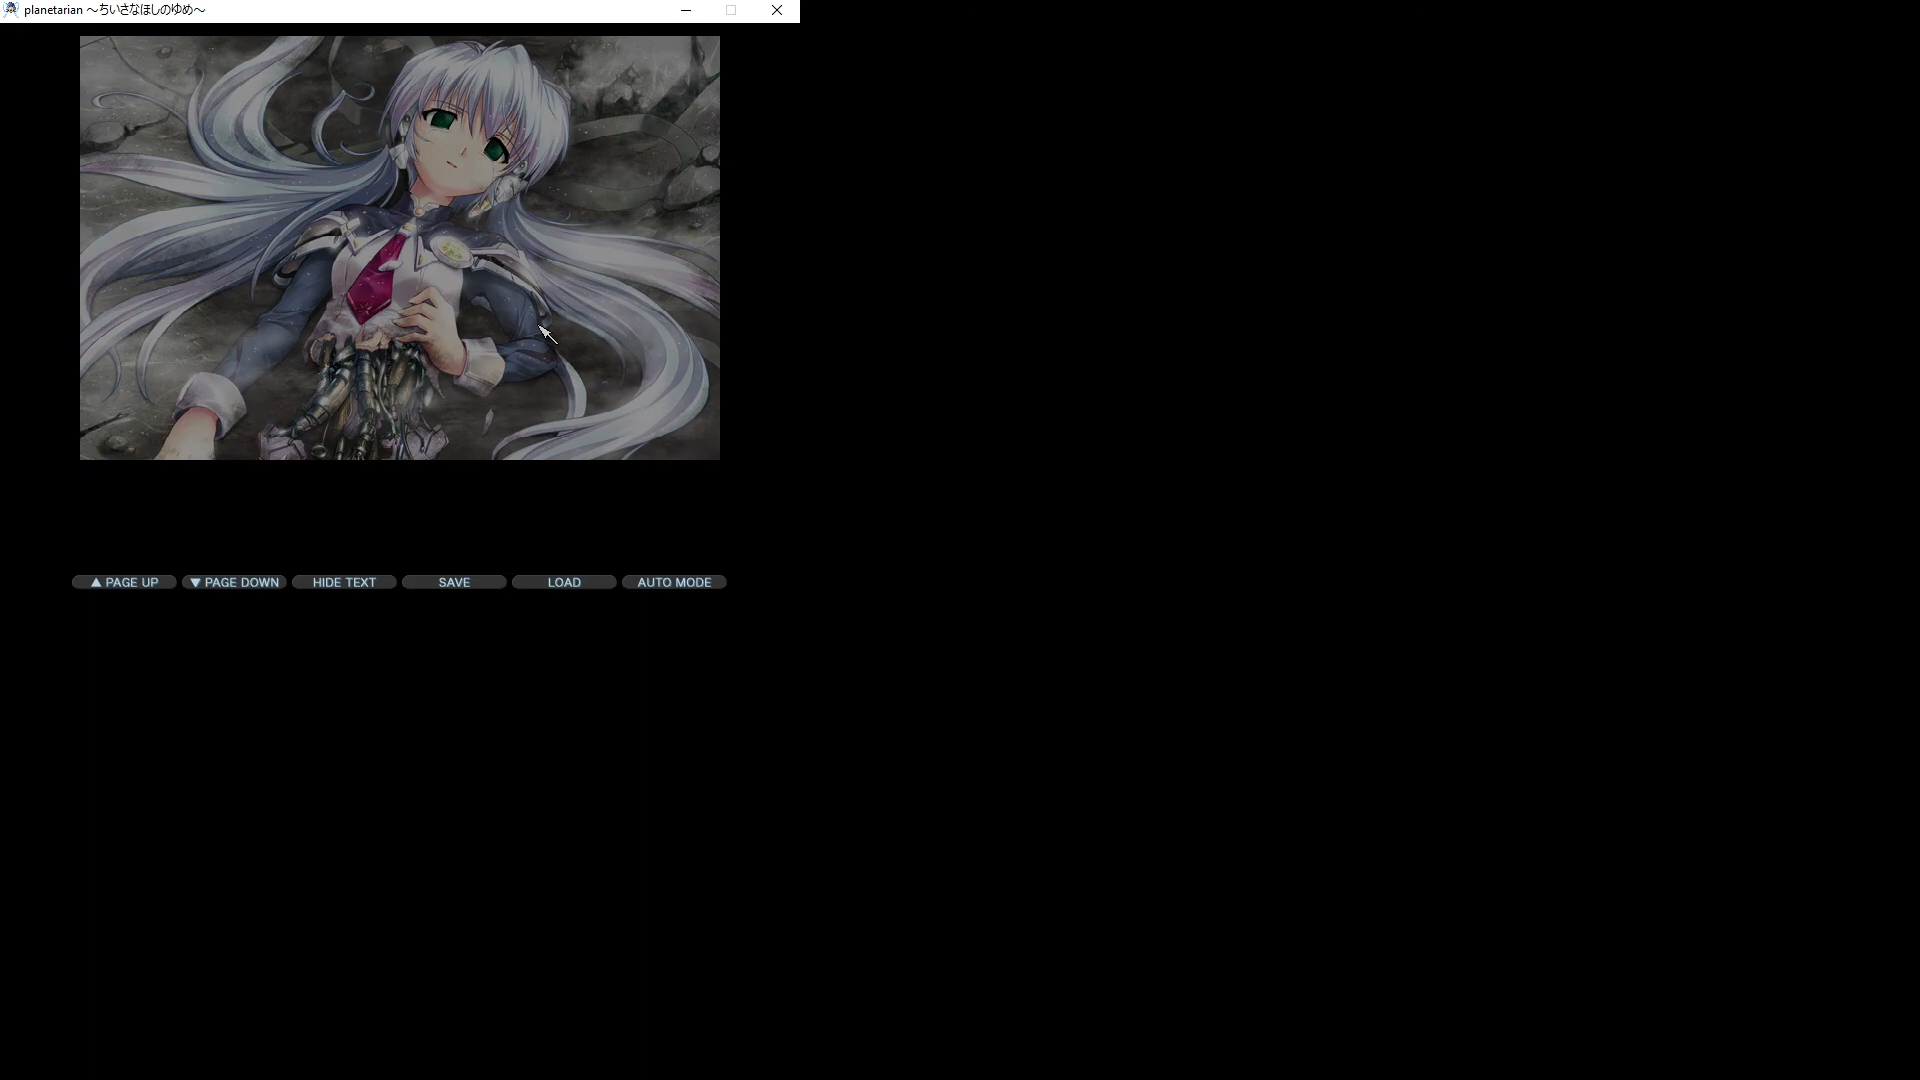 planetarian ～ちいさなほしのゆめ～
▲ PAGE UP
▼ PAGE DOWN
HIDE TEXT
SAVE
LOAD
AUTO MODE